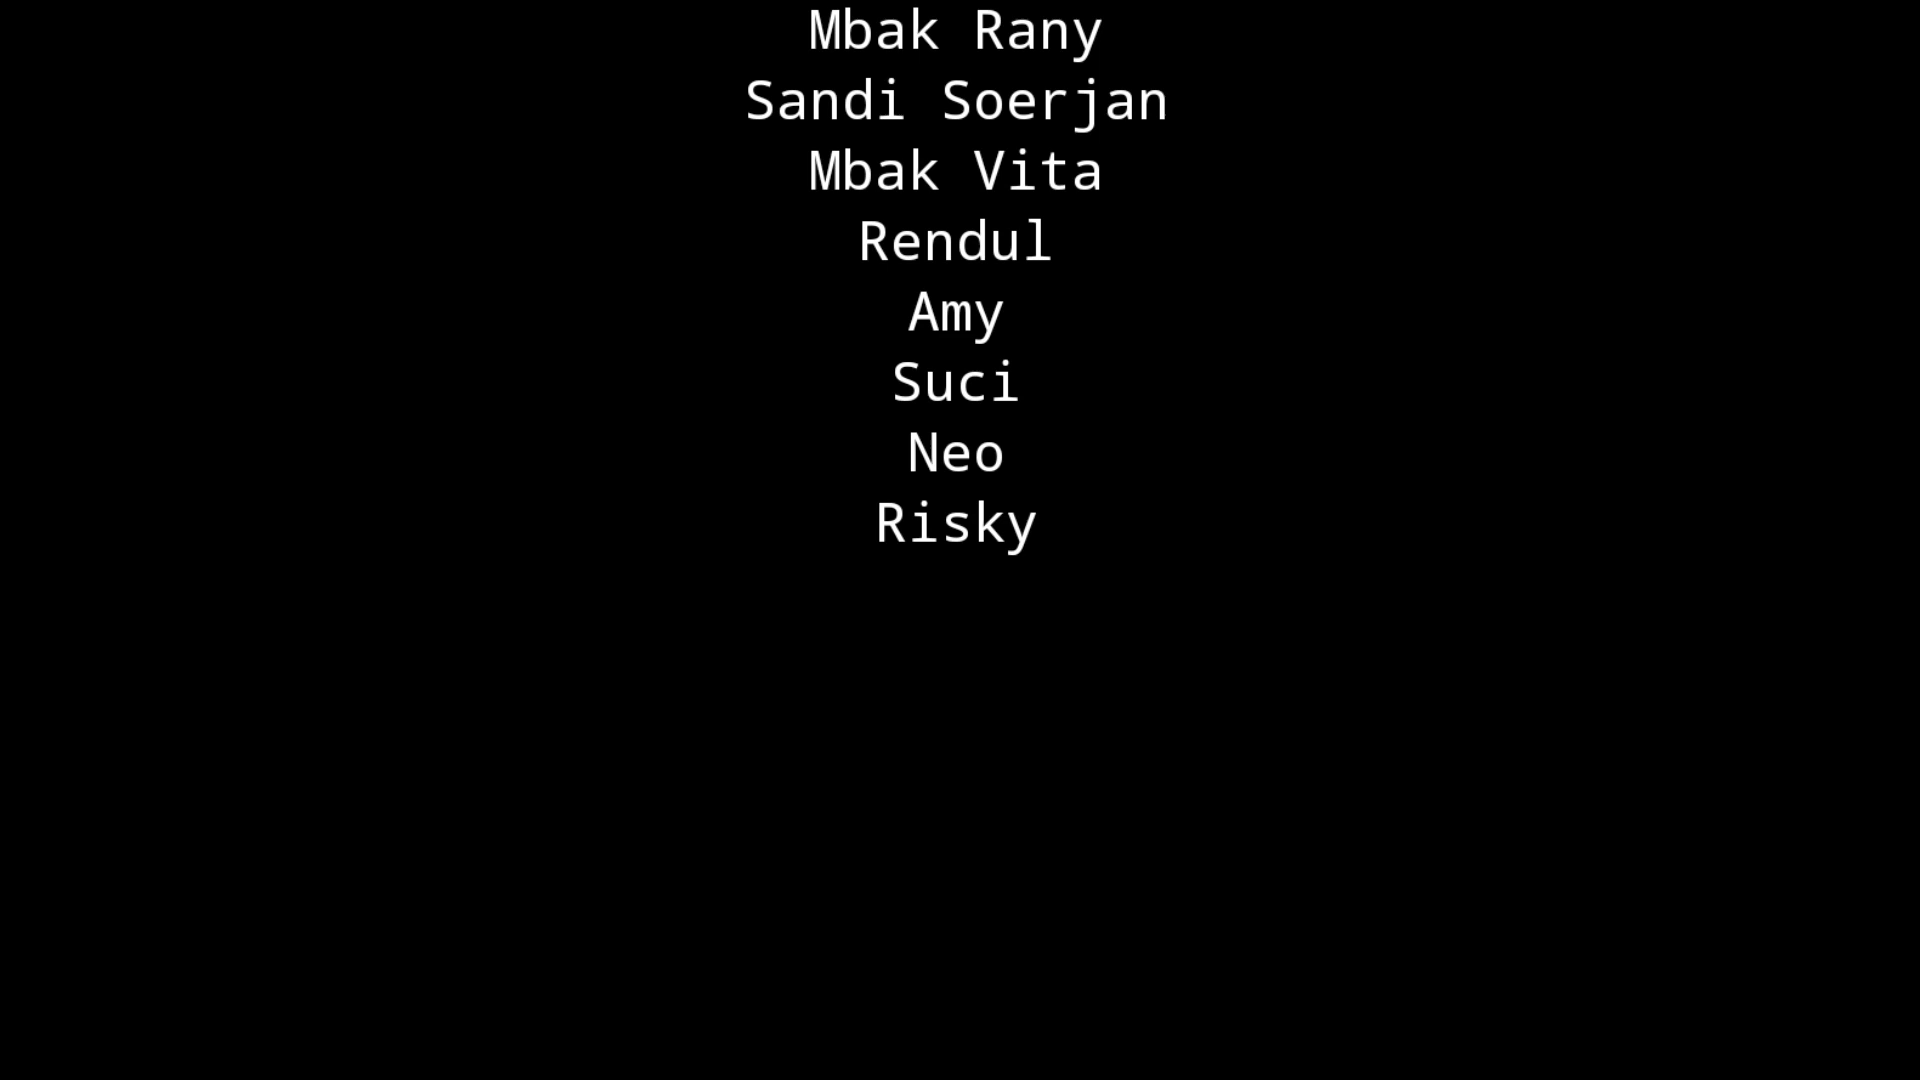 Mbak Rany
Sandi Soerjan
Mbak Vita
Rendul
Amy
Suci
Neo
Risky